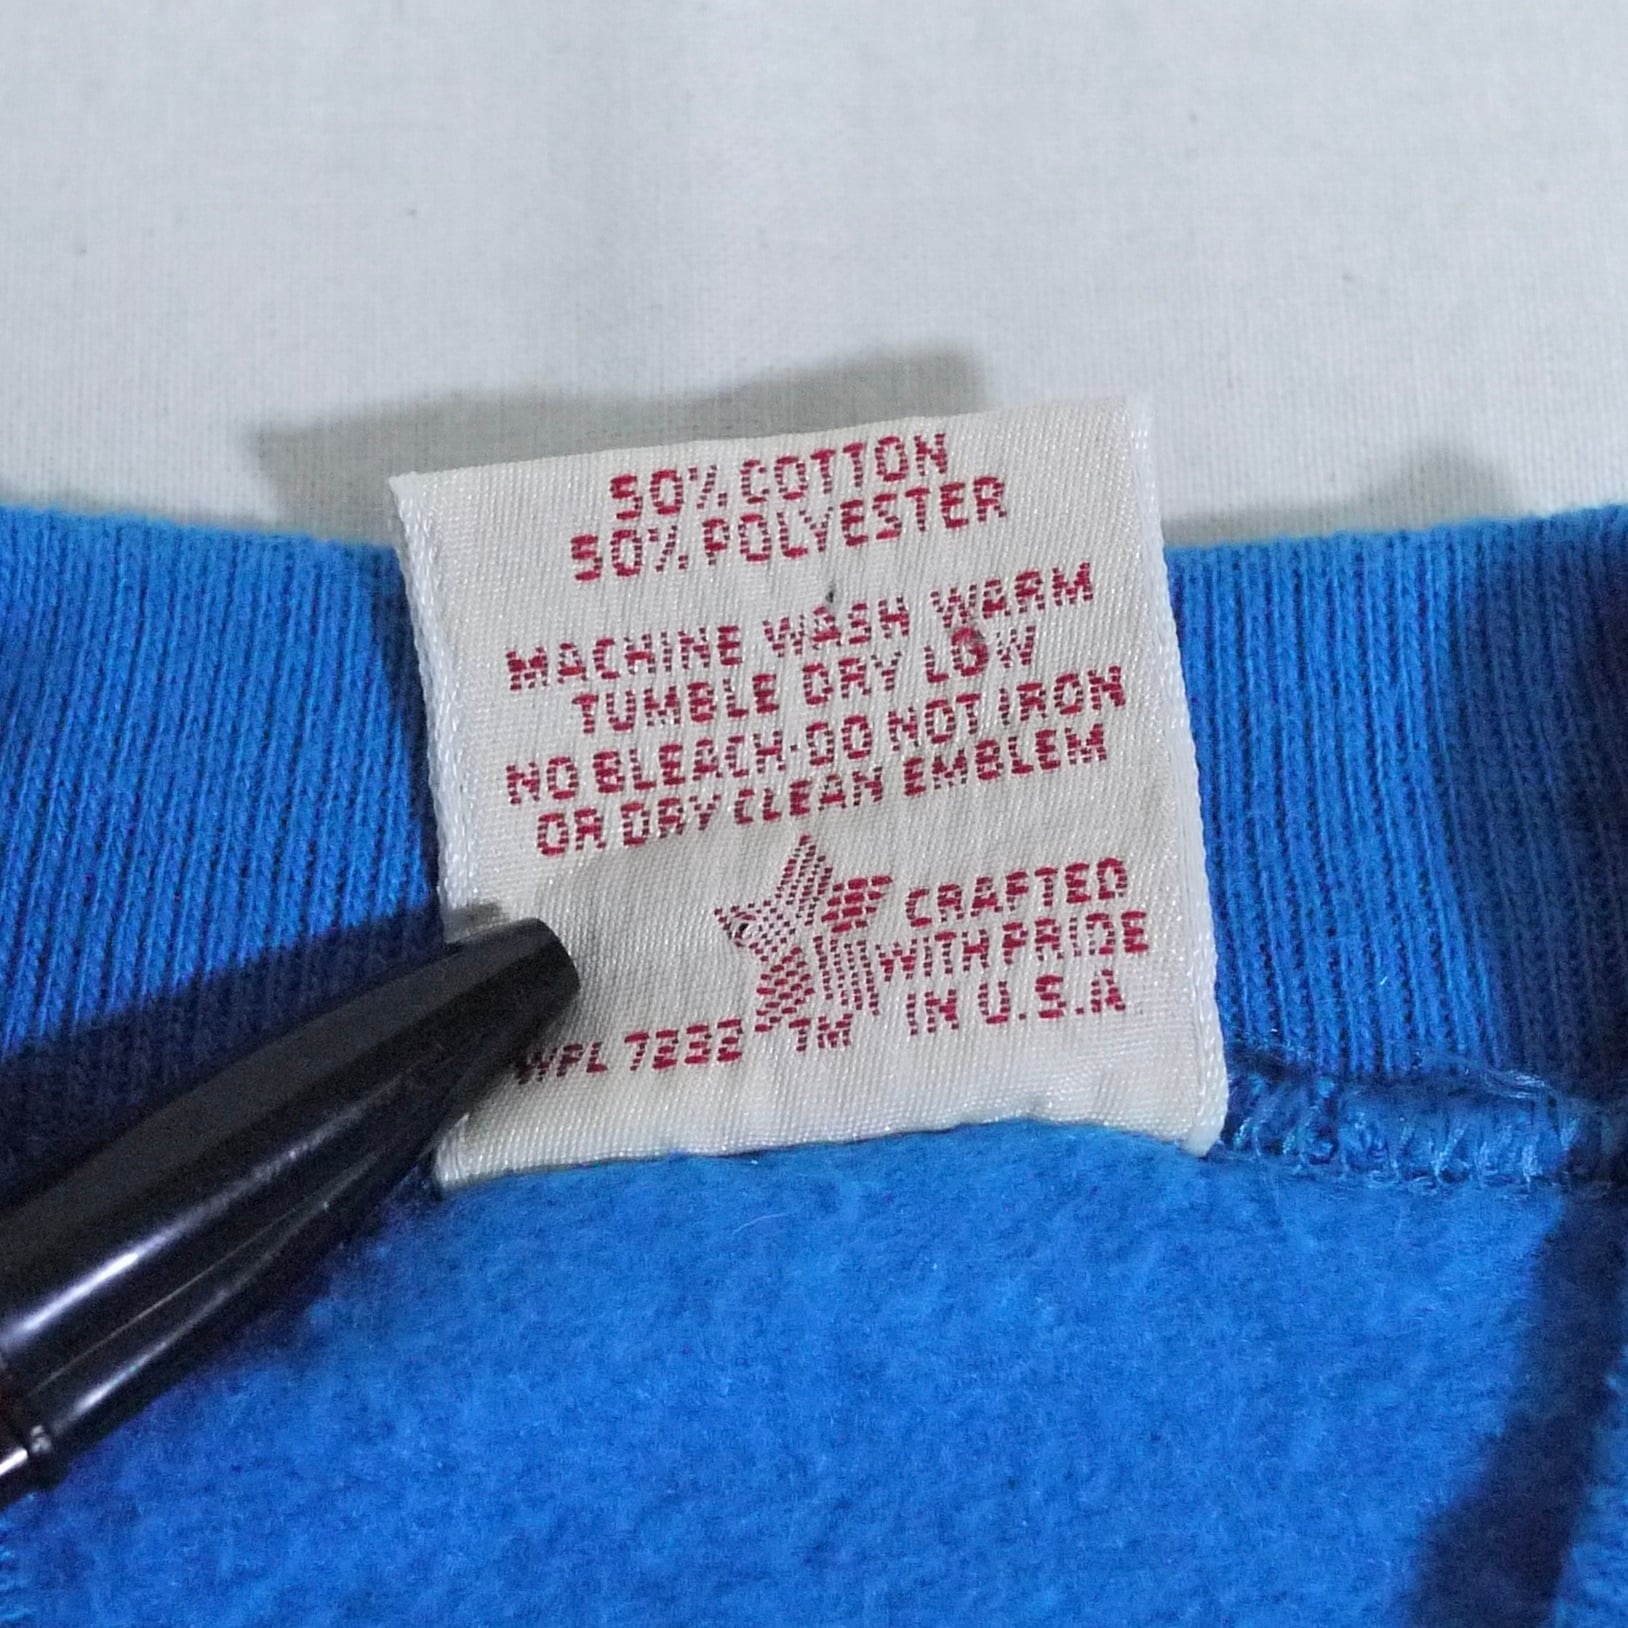 50% COTTON
50% POLYESTER
MACHINE WASH WARM
TUMBLE DRY LOW
NO BLEACH-DO NOT IRON
OR DRY CLEAN EMBLEM
CRAFTED
WITH PRIDE
IN U.S.A.
WPL 7232 TM